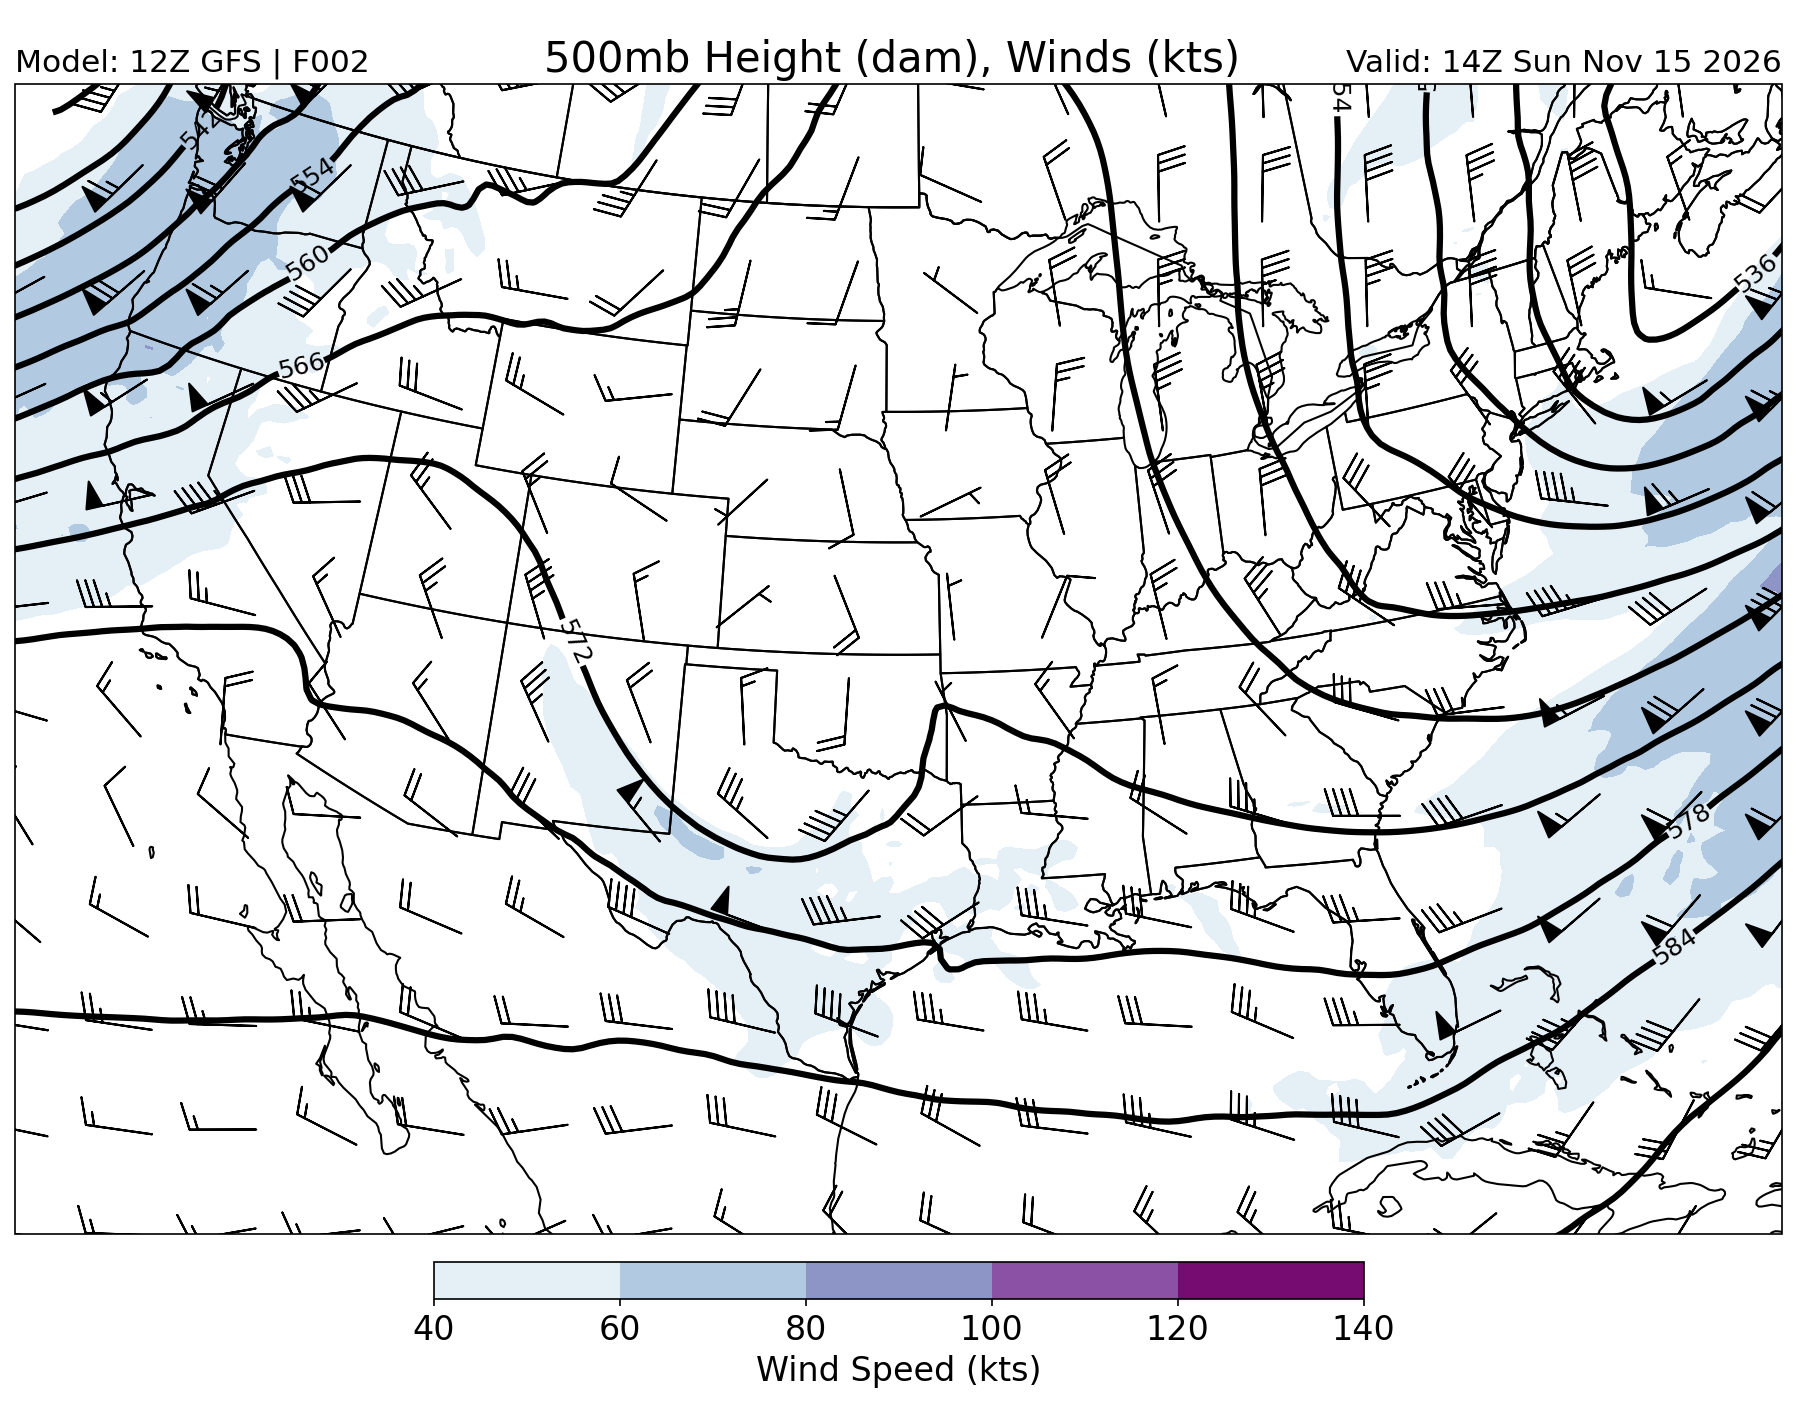 Model: 12Z GFS | F002
500mb Height (dam), Winds (kts)
Valid: 14Z Sun Nov 15 2026
542
554
560
566
572
536
578
584
40 60 80 100 120 140
Wind Speed (kts)